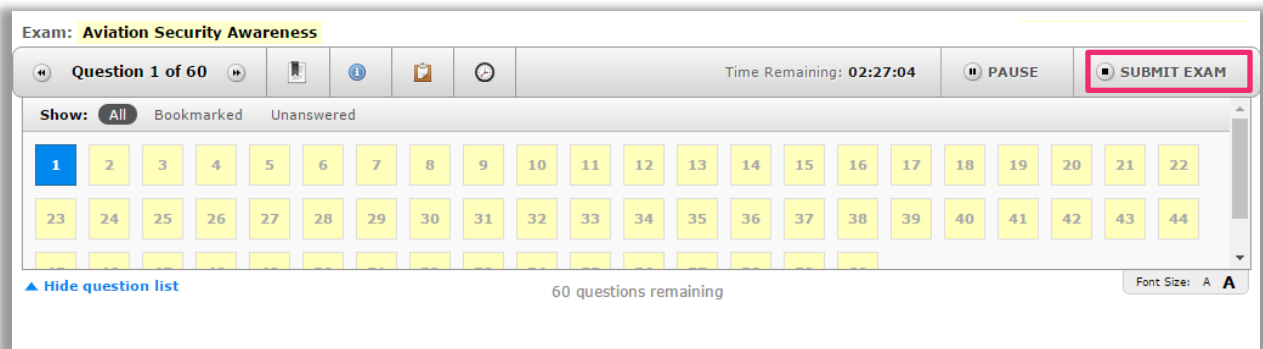 Exam: Aviation Security Awareness
Question 1 of 60 Time Remaining: 02:27:04 PAUSE SUBMIT EXAM
Show: All Bookmarked Unanswered
1 2 3 4 5 6 7 8 9 10 11 12 13 14 15 16 17 18 19 20 21 22
23 24 25 26 27 28 29 30 31 32 33 34 35 36 37 38 39 40 41 42 43 44
Hide question list 60 questions remaining Font Size: A A